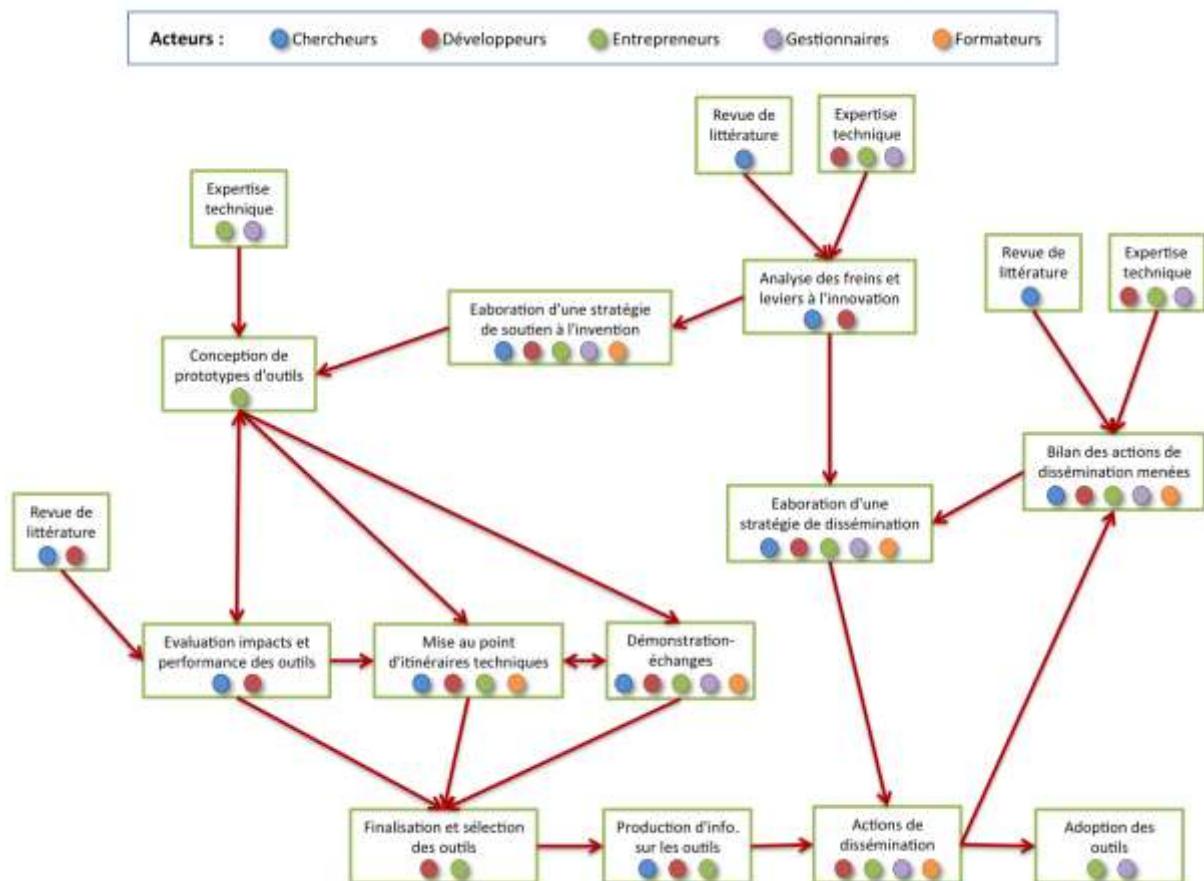 Acteurs : Chercheurs Développeurs Entrepreneurs Gestionnaires Formateurs
Revue de
littérature
Expertise
technique
Expertise
technique
Revue de
littérature
Expertise
technique
Analyse des freins et
leviers à l'innovation
Eaboration d'une stratégie
de soutien à l'invention
Conception de
prototypes d'outils
Bilan des actions de
dissémination menées
Revue de
littérature
Eaboration d'une
stratégie de dissémination
Evaluation impacts et
performance des outils
Mise au point
d'itinéraires techniques
Démonstration-
échanges
Finalisation et sélection
des outils
Production d'info.
sur les outils
Actions de
dissémination
Adoption des
outils